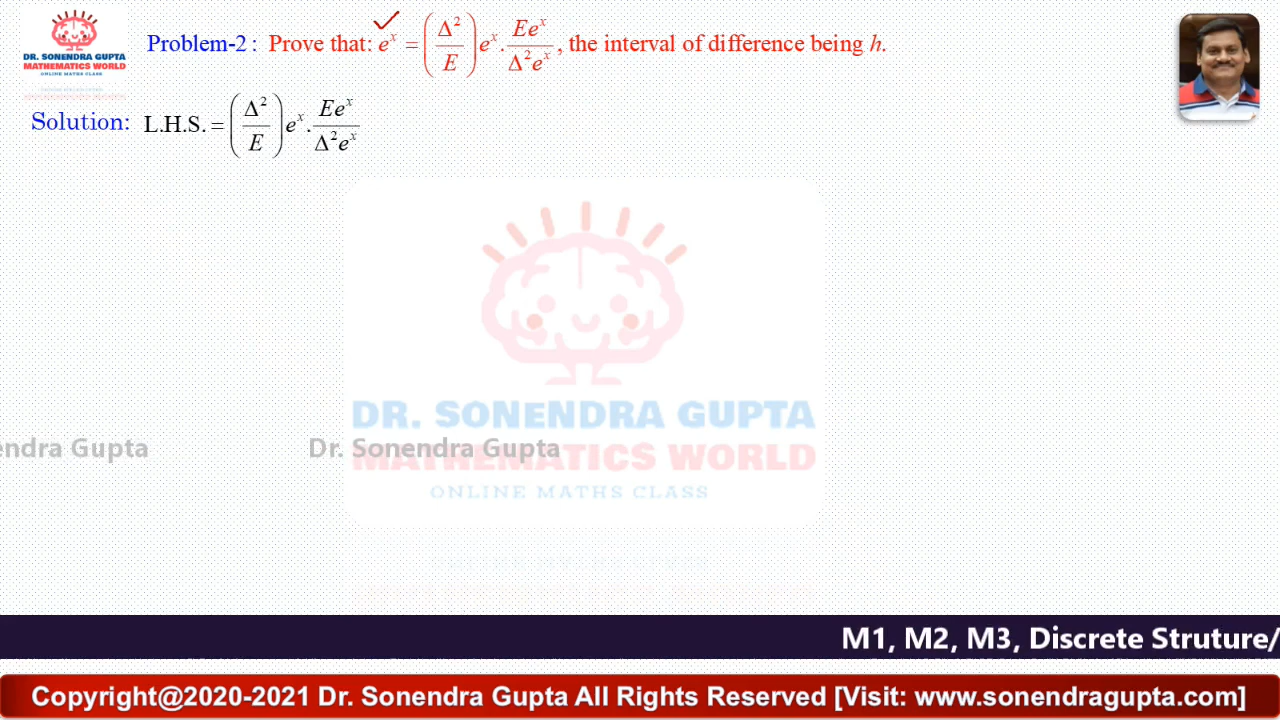 DR. SONENDRA GUPTA
MATHEMATICS WORLD
ONLINE MATHS CLASS
Problem-2 : Prove that: e^x = (Δ²/E) e^x . Ee^x/Δ²e^x , the interval of difference being h.
Solution: L.H.S. = (Δ²/E) e^x . Ee^x/Δ²e^x
DR. SONENDRA GUPTA
MATHEMATICS WORLD
ONLINE MATHS CLASS
endra Gupta
Dr. Sonendra Gupta
M1, M2, M3, Discrete Struture/
Copyright@2020-2021 Dr. Sonendra Gupta All Rights Reserved [Visit: www.sonendragupta.com]